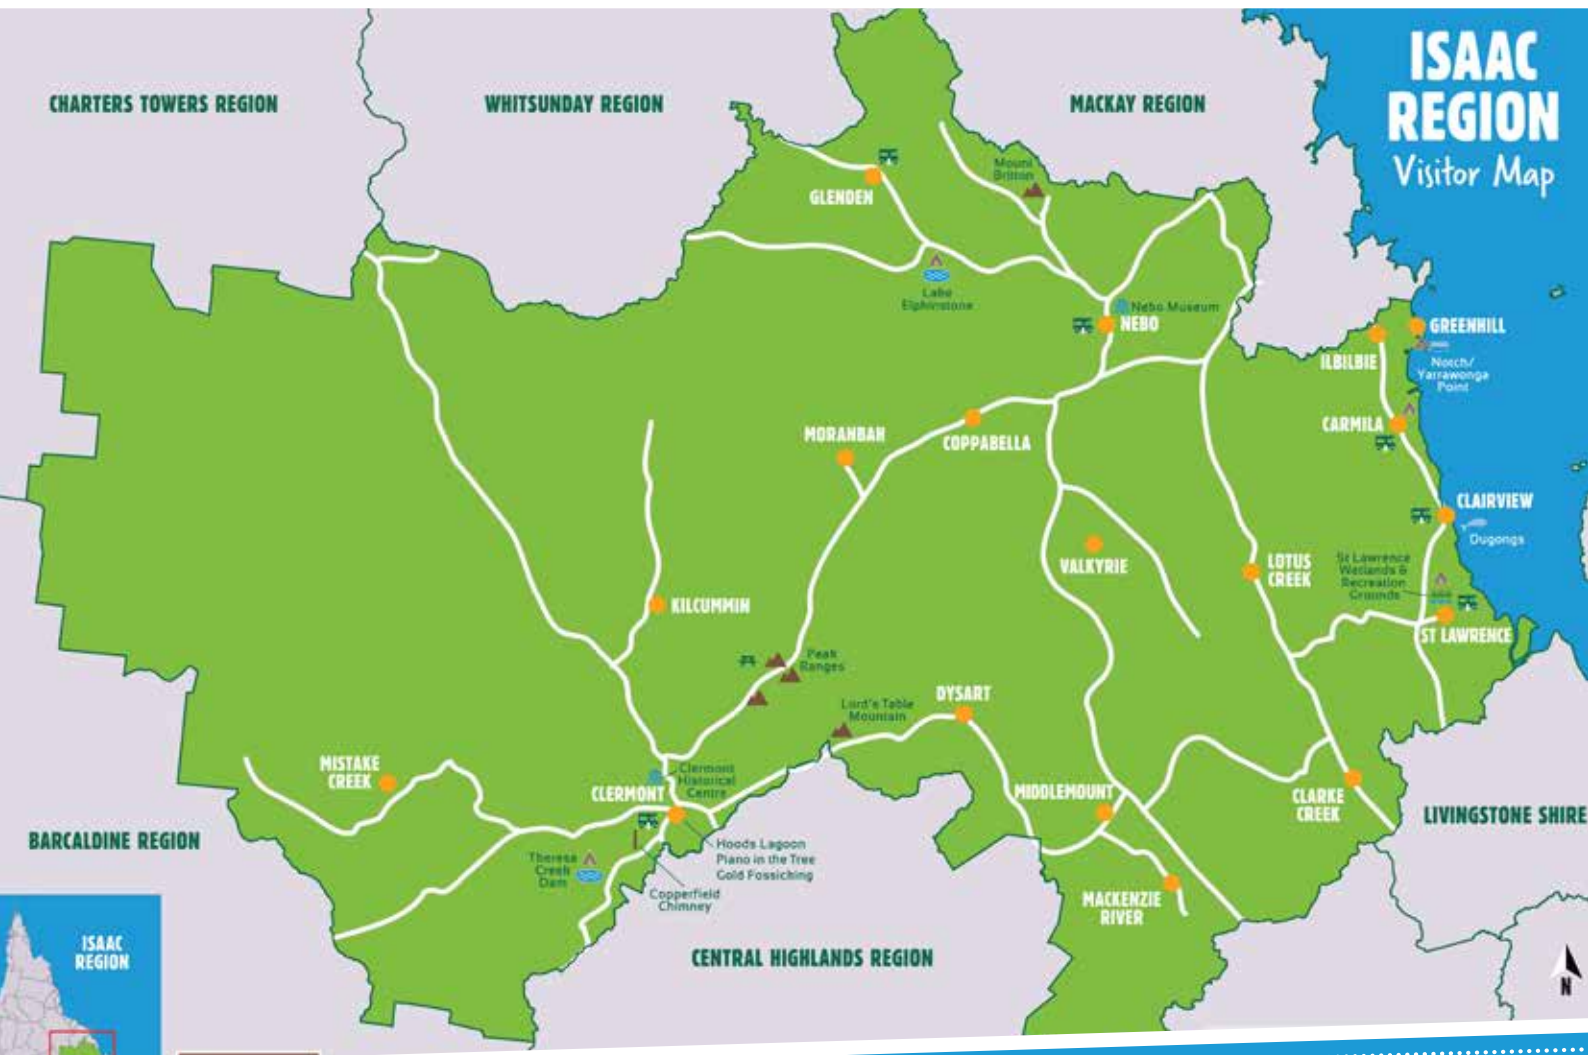 ISAAC
REGION
Visitor Map
CHARTERS TOWERS REGION
WHITSUNDAY REGION
MACKAY REGION
Mount
Britton
GLENDEN
Lake
Elphinstone
Nebo Museum
NEBO
GREENHILL
ILBILBIE
Notch/
Yarrawonga
Point
CARMILA
MORANBAH
COPPABELLA
CLAIRVIEW
Dugongs
VALKYRIE
LOTUS
CREEK
St Lawrence
Wetlands &
Recreation
Grounds
ST LAWRENCE
KILCUMMIN
Peak
Ranges
Lord's Table
Mountain
DYSART
MISTAKE
CREEK
Clermont
Historical
Centre
CLERMONT
MIDDLEMOUNT
CLARKE
CREEK
LIVINGSTONE SHIRE
BARCALDINE REGION
Hoods Lagoon
Piano in the Tree
Gold Fossiching
Theresa
Creek
Dam
Copperfield
Chimney
MACKENZIE
RIVER
CENTRAL HIGHLANDS REGION
ISAAC
REGION
N